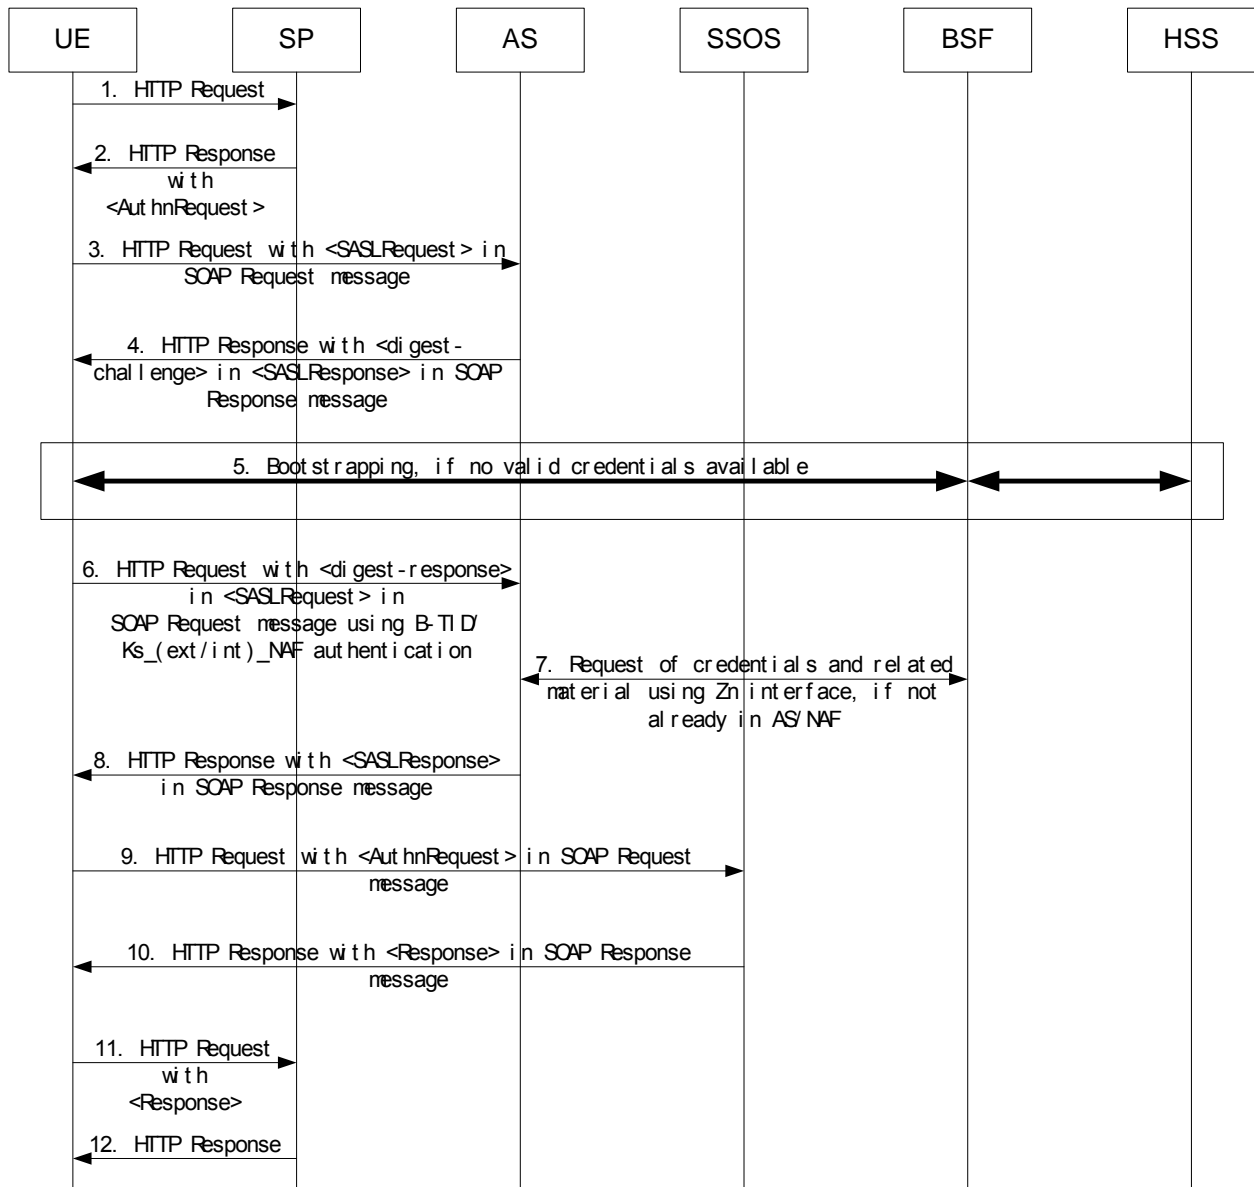 UE SP AS SSOS BSF HSS
1. HTTP Request
2. HTTP Response
with
<AuthnRequest>
3. HTTP Request with <SASLRequest> in
SOAP Request message
4. HTTP Response with <digest-
challenge> in <SASLResponse> in SOAP
Response message
5. Bootstrapping, if no valid credentials available
6. HTTP Request with <digest-response>
in <SASLRequest> in
SOAP Request message using B-TID/
Ks_(ext/int)_NAF authentication
7. Request of credentials and related
material using Zn interface, if not
already in AS/NAF
8. HTTP Response with <SASLResponse>
in SOAP Response message
9. HTTP Request with <AuthnRequest> in SOAP Request
message
10. HTTP Response with <Response> in SOAP Response
message
11. HTTP Request
with
<Response>
12. HTTP Response